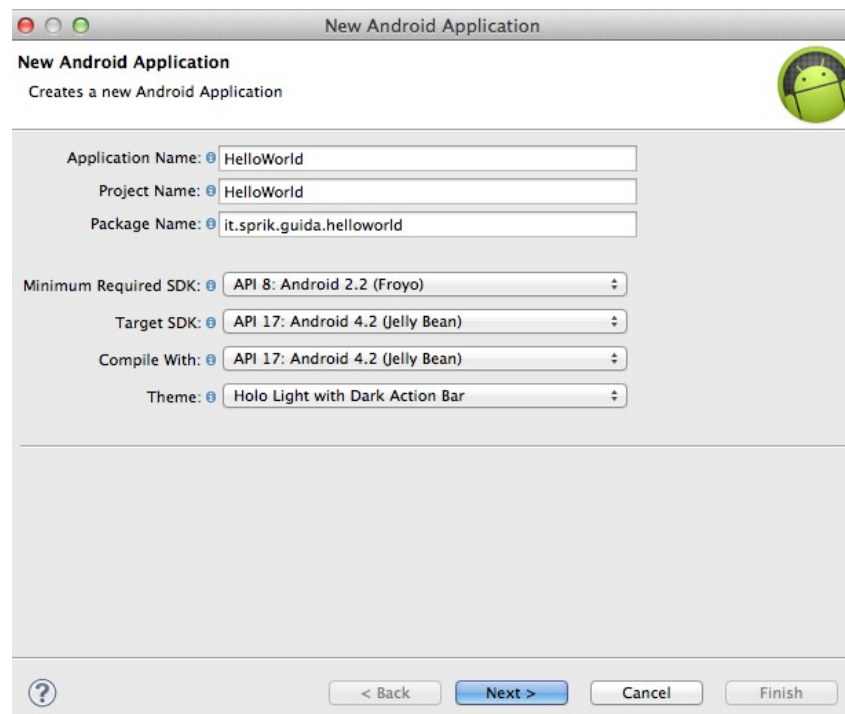 New Android Application
New Android Application
Creates a new Android Application
Application Name: HelloWorld
Project Name: HelloWorld
Package Name: it.sprik.guida.helloworld
Minimum Required SDK: API 8: Android 2.2 (Froyo)
Target SDK: API 17: Android 4.2 (Jelly Bean)
Compile With: API 17: Android 4.2 (Jelly Bean)
Theme: Holo Light with Dark Action Bar
? < Back Next > Cancel Finish